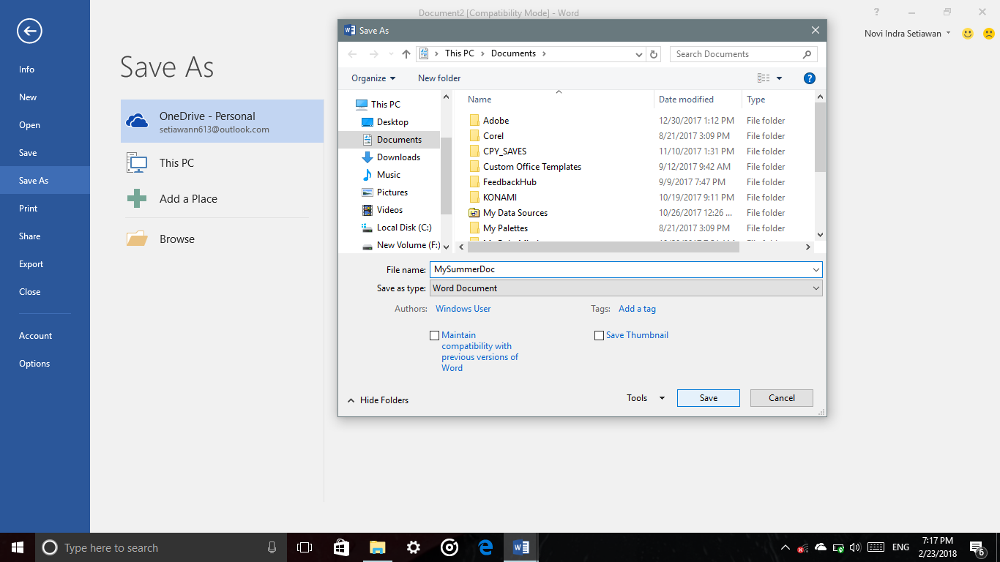 Document2 [Compatibility Mode] - Word
Novi Indra Setiawan
Info
New
Open
Save
Save As
Print
Share
Export
Close
Account
Options
Save As
OneDrive - Personal
setiawann613@outlook.com
This PC
Add a Place
Browse
Save As
This PC > Documents >
Search Documents
Organize
New folder
This PC
Desktop
Documents
Downloads
Music
Pictures
Videos
Local Disk (C:)
New Volume (F:)
Name Date modified Type
Adobe 12/30/2017 1:12 PM File folder
Corel 8/21/2017 3:09 PM File folder
CPY_SAVES 11/10/2017 1:31 PM File folder
Custom Office Templates 9/12/2017 9:42 AM File folder
FeedbackHub 9/9/2017 7:47 PM File folder
KONAMI 10/19/2017 9:11 PM File folder
My Data Sources 10/26/2017 12:26 ... File folder
My Palettes 8/21/2017 3:09 PM File folder
File name: MySummerDoc
Save as type: Word Document
Authors: Windows User
Tags: Add a tag
Maintain
compatibility with
previous versions of
Word
Save Thumbnail
Hide Folders
Tools
Save
Cancel
Type here to search
ENG
7:17 PM
2/23/2018
6